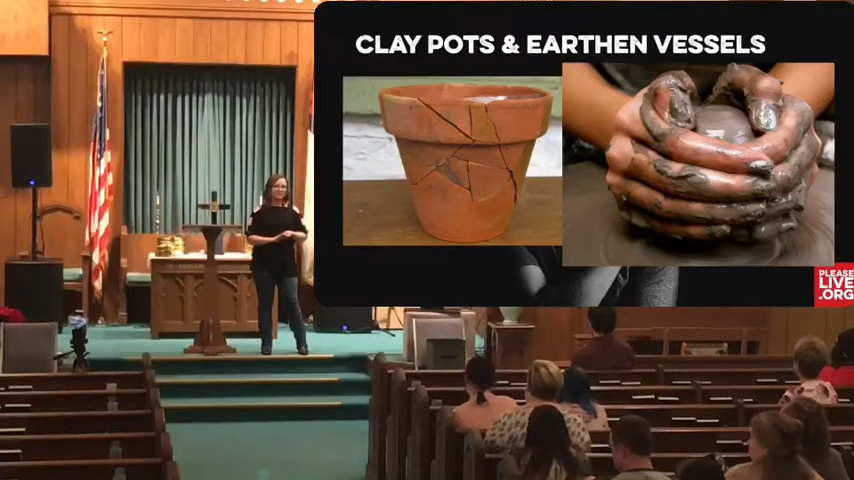 CLAY POTS & EARTHEN VESSELS
PLEASE
LIVE
.ORG